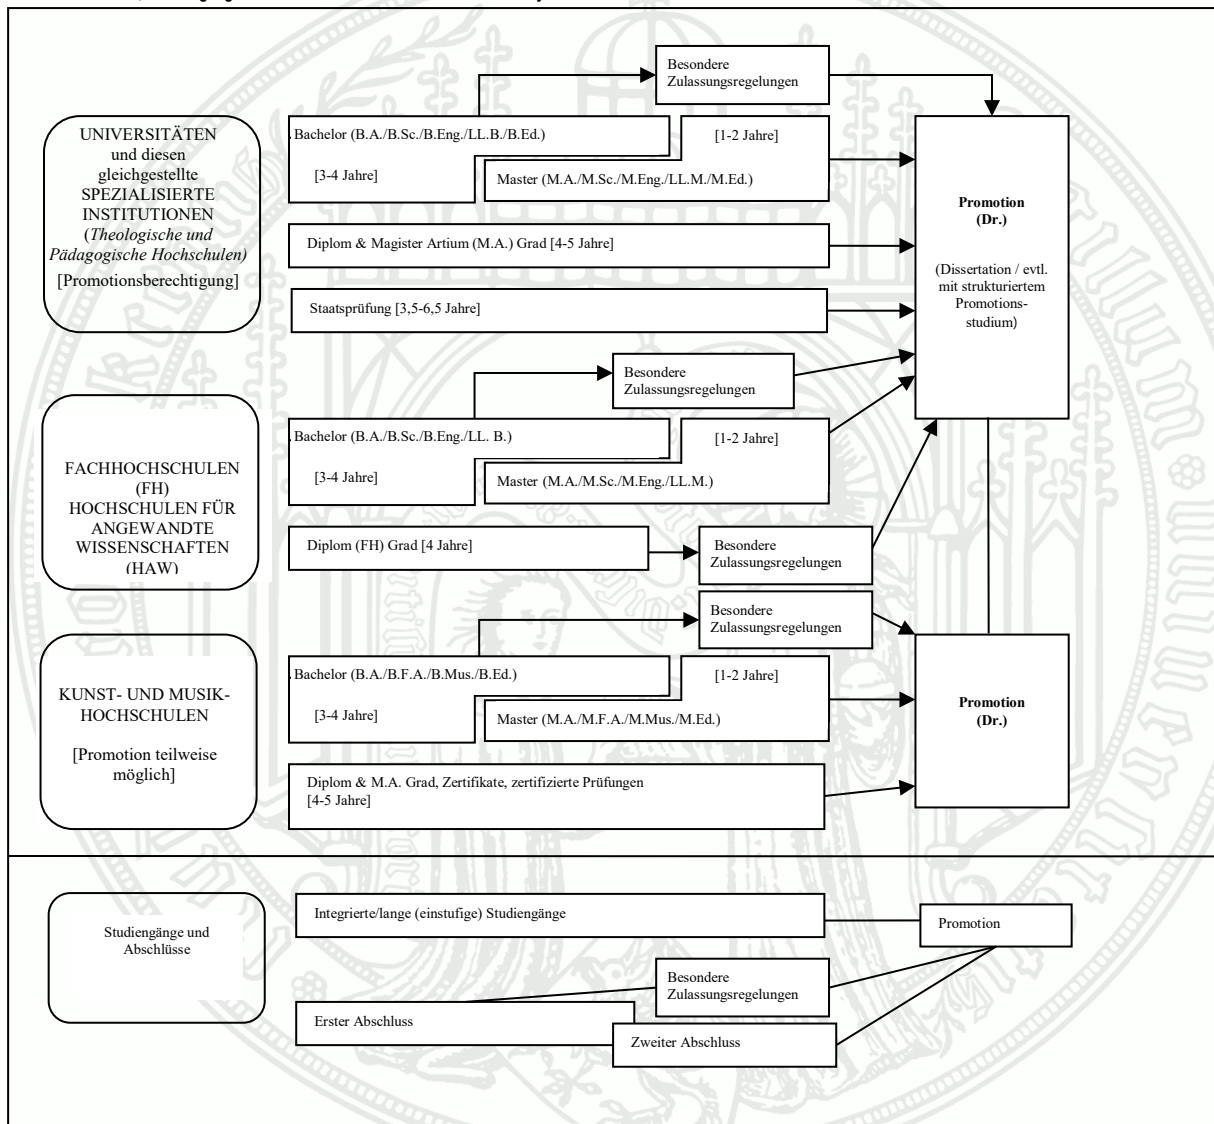 Besondere
Zulassungsregelungen
UNIVERSITÄTEN
und diesen
gleichgestellte
SPEZIALISIERTE
INSTITUTIONEN
(Theologische und
Pädagogische Hochschulen)
[Promotionsberechtigung]
Bachelor (B.A./B.Sc./B.Eng./LL.B./B.Ed.)
[1-2 Jahre]
[3-4 Jahre]
Master (M.A./M.Sc./M.Eng./LL.M./M.Ed.)
Diplom & Magister Artium (M.A.) Grad [4-5 Jahre]
Staatsprüfung [3,5-6,5 Jahre]
Promotion
(Dr.)
(Dissertation / evtl.
mit strukturiertem
Promotions-
studium)
Besondere
Zulassungsregelungen
FACHHOCHSCHULEN
(FH)
HOCHSCHULEN FÜR
ANGEWANDTE
WISSENSCHAFTEN
(HAW)
Bachelor (B.A./B.Sc./B.Eng./LL. B.)
[1-2 Jahre]
[3-4 Jahre]
Master (M.A./M.Sc./M.Eng./LL.M.)
Diplom (FH) Grad [4 Jahre]
Besondere
Zulassungsregelungen
Besondere
Zulassungsregelungen
KUNST- UND MUSIK-
HOCHSCHULEN
[Promotion teilweise
möglich]
Bachelor (B.A./B.F.A./B.Mus./B.Ed.)
[1-2 Jahre]
[3-4 Jahre]
Master (M.A./M.F.A./M.Mus./M.Ed.)
Diplom & M.A. Grad, Zertifikate, zertifizierte Prüfungen
[4-5 Jahre]
Promotion
(Dr.)
Studiengänge und
Abschlüsse
Integrierte/lange (einstufige) Studiengänge
Promotion
Besondere
Zulassungsregelungen
Erster Abschluss
Zweiter Abschluss